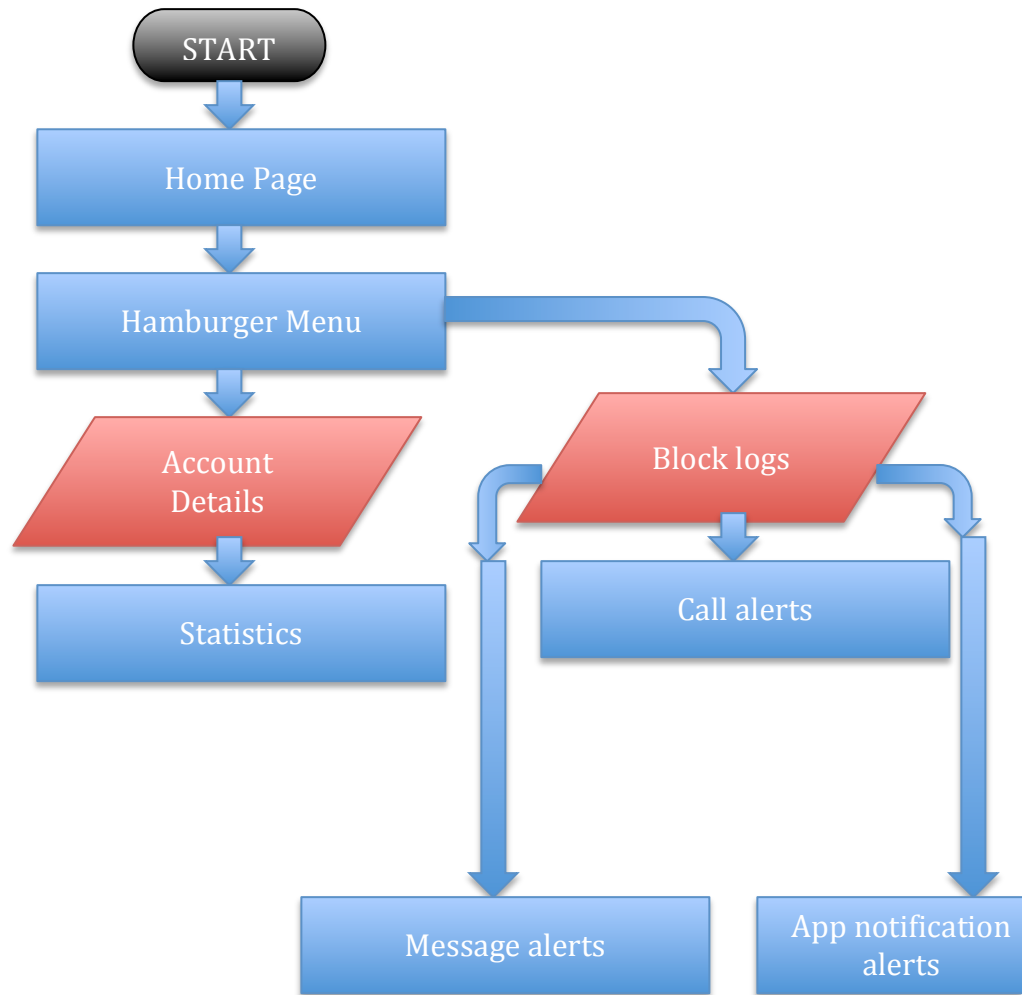 START
Home Page
Hamburger Menu
Account
Details
Block logs
Statistics
Call alerts
Message alerts
App notification
alerts